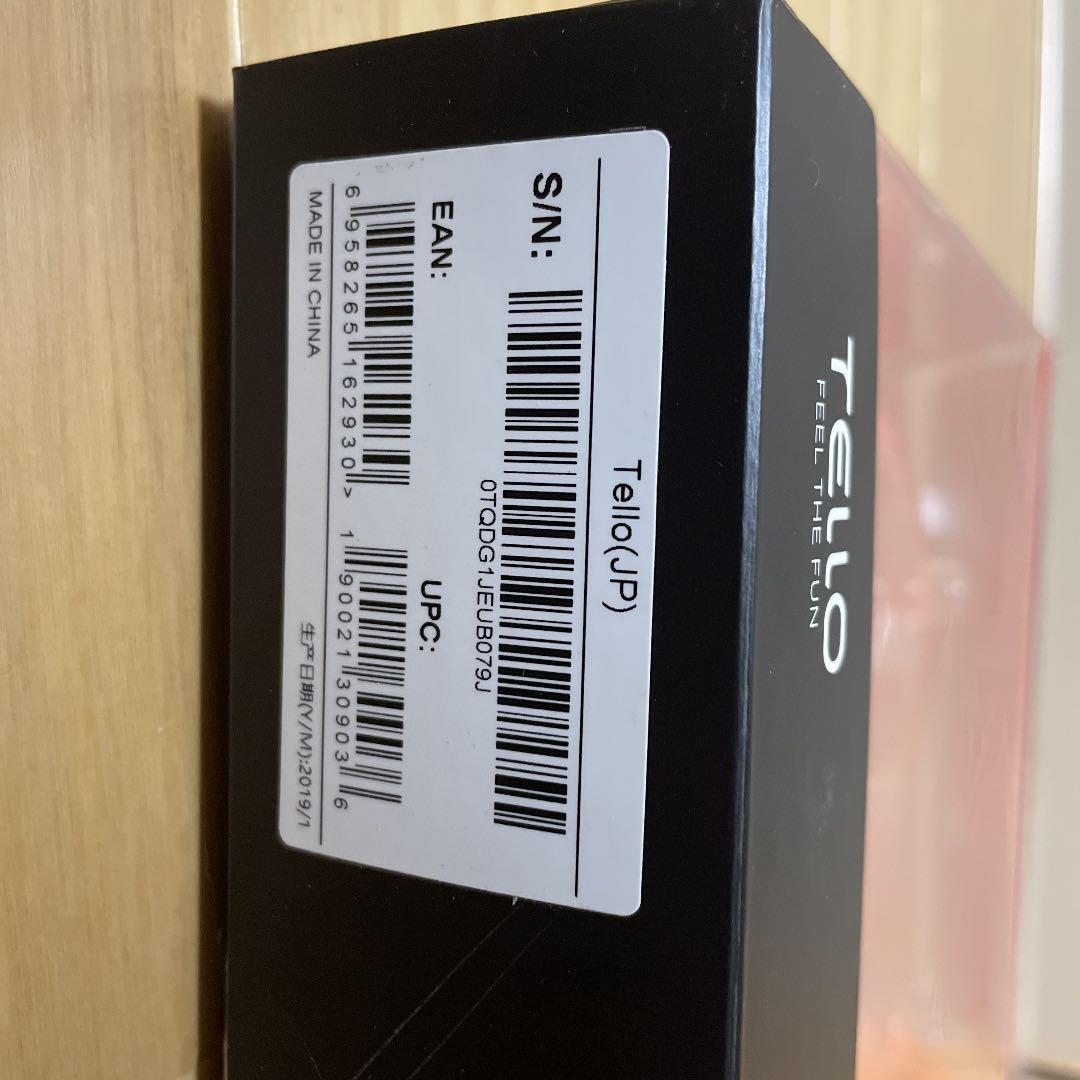 TELLO
FEEL THE FUN
Tello(JP)
S/N:
0TQDG1JEUB079J
EAN:
6 958265 162930 >
UPC:
1 90021 30903 6
MADE IN CHINA
生产日期(Y/M):2019/1